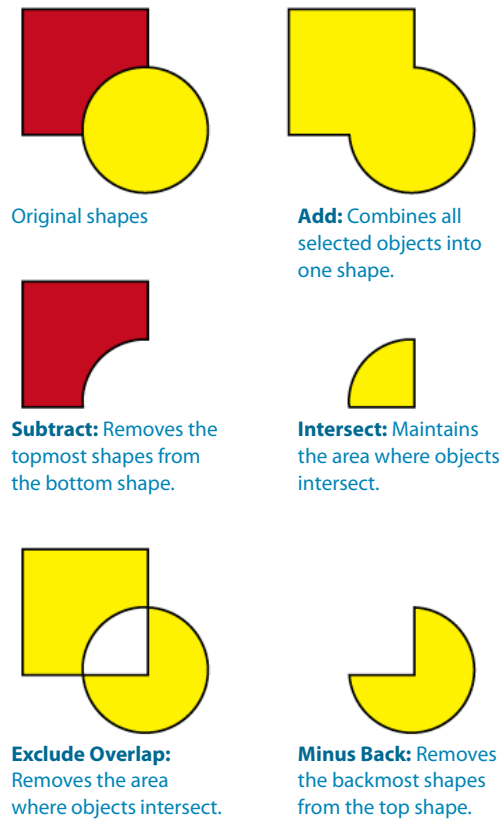 Original shapes
Add: Combines all
selected objects into
one shape.
Subtract: Removes the
topmost shapes from
the bottom shape.
Intersect: Maintains
the area where objects
intersect.
Exclude Overlap:
Removes the area
where objects intersect.
Minus Back: Removes
the backmost shapes
from the top shape.